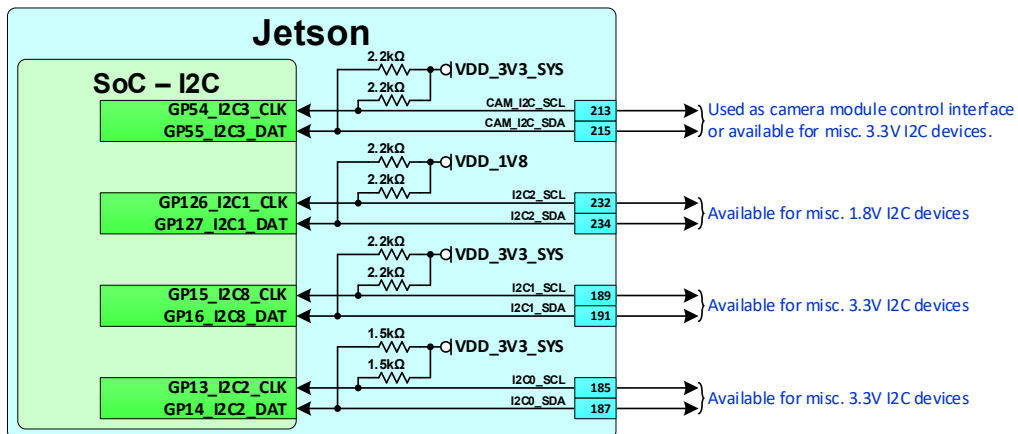 Jetson
SoC – I2C
2.2kΩ
VDD_3V3_SYS
2.2kΩ
GP54_I2C3_CLK
CAM_I2C_SCL
213
GP55_I2C3_DAT
CAM_I2C_SDA
215
Used as camera module control interface
or available for misc. 3.3V I2C devices.
2.2kΩ
VDD_1V8
2.2kΩ
GP126_I2C1_CLK
I2C2_SCL
232
GP127_I2C1_DAT
I2C2_SDA
234
Available for misc. 1.8V I2C devices
2.2kΩ
VDD_3V3_SYS
2.2kΩ
GP15_I2C8_CLK
I2C1_SCL
189
GP16_I2C8_DAT
I2C1_SDA
191
Available for misc. 3.3V I2C devices
1.5kΩ
VDD_3V3_SYS
1.5kΩ
GP13_I2C2_CLK
I2C0_SCL
185
GP14_I2C2_DAT
I2C0_SDA
187
Available for misc. 3.3V I2C devices